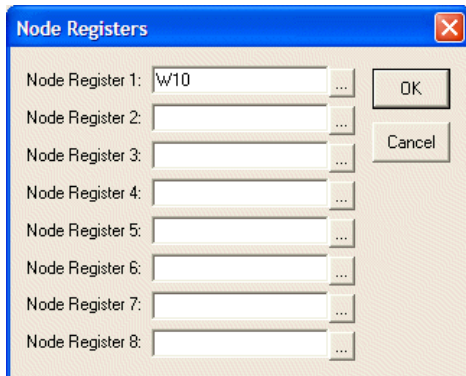 Node Registers
Node Register 1: W10 ... OK
Node Register 2: ...
Node Register 3: ... Cancel
Node Register 4: ...
Node Register 5: ...
Node Register 6: ...
Node Register 7: ...
Node Register 8: ...